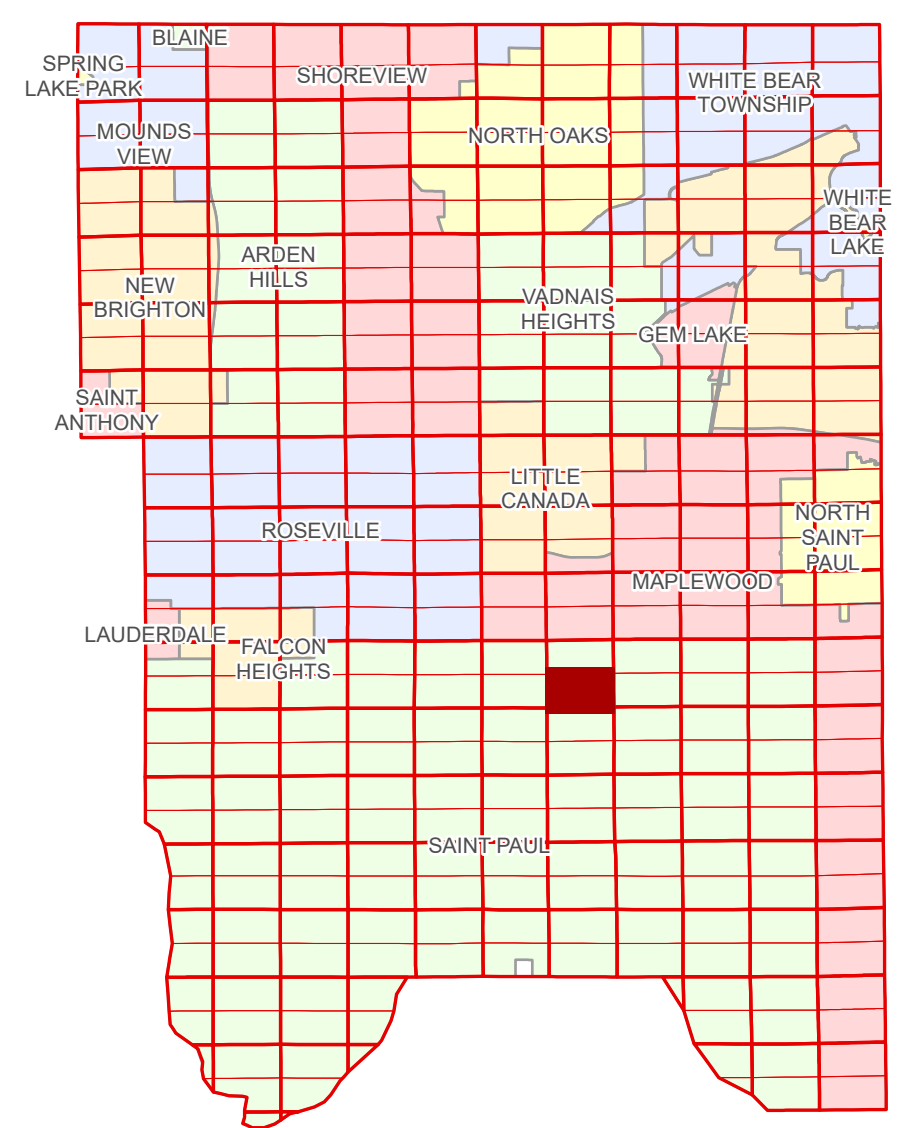 BLAINE
SPRING
LAKE PARK
SHOREVIEW
WHITE BEAR
TOWNSHIP
MOUNDS
VIEW
NORTH OAKS
WHITE
BEAR
LAKE
ARDEN
HILLS
NEW
BRIGHTON
VADNAIS
HEIGHTS
GEM LAKE
SAINT
ANTHONY
LITTLE
CANADA
NORTH
SAINT
PAUL
ROSEVILLE
MAPLEWOOD
LAUDERDALE
FALCON
HEIGHTS
SAINT PAUL